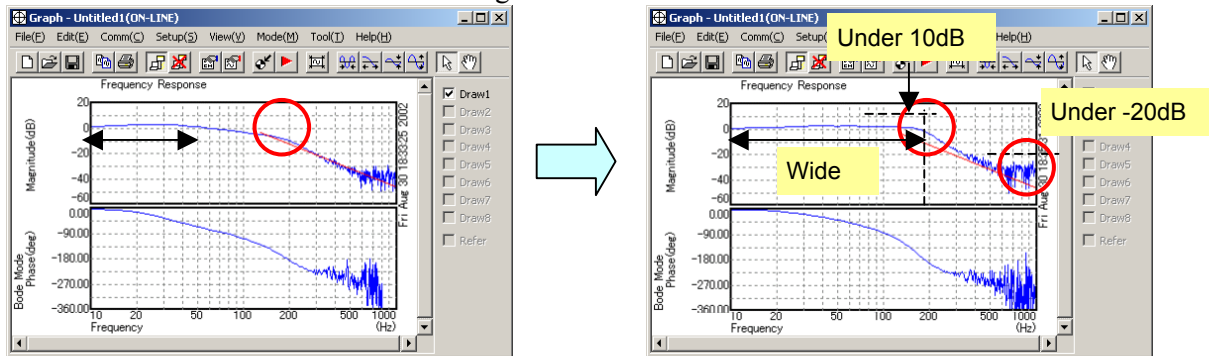 Graph - Untitled1(ON-LINE)
File(F) Edit(E) Comm(C) Setup(S) View(V) Mode(M) Tool(T) Help(H)
Frequency Response
Magnitude(dB)
20
0
-20
-40
-60
0.00
-90.00
-180.00
-270.00
-360.00
Bode Mode
Phase(deg)
10 20 50 100 200 500 1000
Frequency (Hz)
Fri Aug 30 18:33:25 2002
Draw1
Draw2
Draw3
Draw4
Draw5
Draw6
Draw7
Draw8
Refer
Graph - Untitled1(ON-LINE)
File(F) Edit(E) Comm(C) Setup( Help(H)
Under 10dB
Under -20dB
Wide
Frequency Response
Magnitude(dB)
20
0
-20
-40
-60
0.00
-90.00
-180.00
-270.00
-360.00
Bode Mode
Phase(deg)
10 20 50 100 200 500 1000
Frequency (Hz)
Fri Aug 30
Draw4
Draw5
Draw6
Draw7
Draw8
Refer